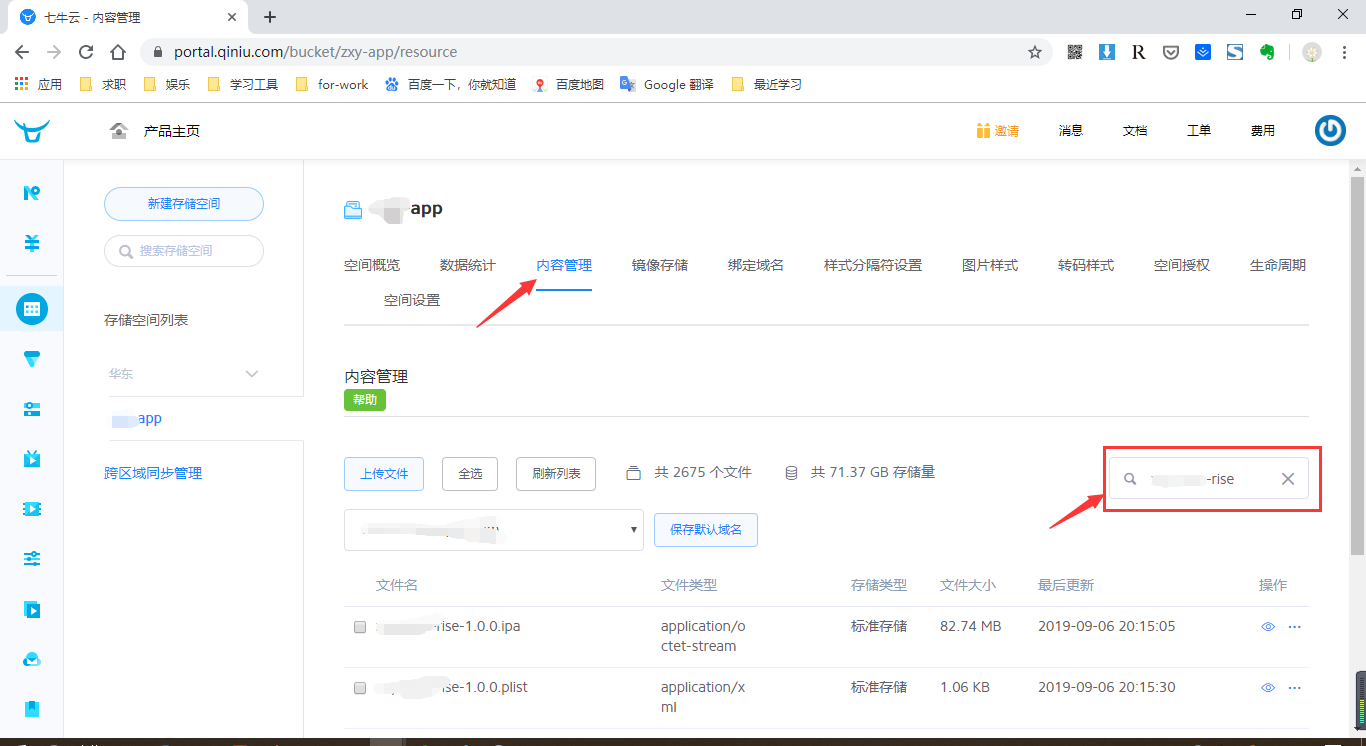 七牛云 - 内容管理
portal.qiniu.com/bucket/zxy-app/resource
应用 求职 娱乐 学习工具 for-work 百度一下，你就知道 百度地图 Google 翻译 最近学习
产品主页 邀请 消息 文档 工单 费用
新建存储空间
搜索存储空间
存储空间列表
华东
app
跨区域同步管理
app
空间概览 数据统计 内容管理 镜像存储 绑定域名 样式分隔符设置 图片样式 转码样式 空间授权 生命周期
空间设置
内容管理
帮助
上传文件 全选 刷新列表 共 2675 个文件 共 71.37 GB 存储量 -rise
保存默认域名
文件名 文件类型 存储类型 文件大小 最后更新 操作
-rise-1.0.0.ipa application/o 标准存储 82.74 MB 2019-09-06 20:15:05
ctet-stream
se-1.0.0.plist application/x 标准存储 1.06 KB 2019-09-06 20:15:30
ml